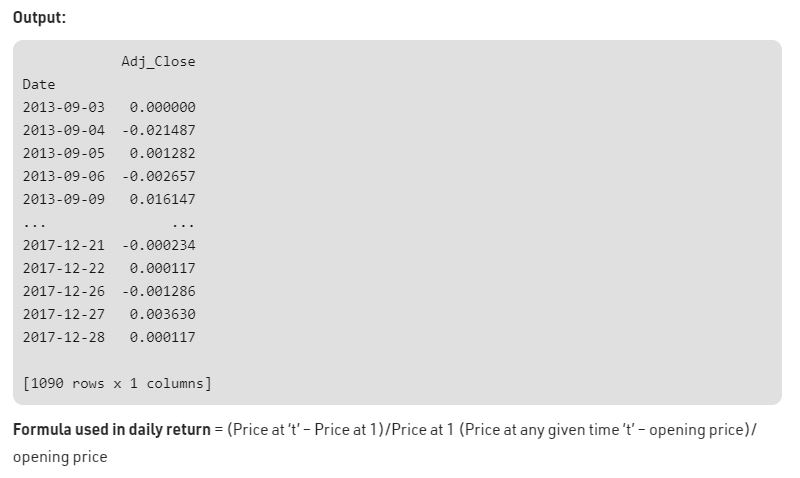 Output:
Adj_Close
Date
2013-09-03 0.000000
2013-09-04 -0.021487
2013-09-05 0.001282
2013-09-06 -0.002657
2013-09-09 0.016147
... ...
2017-12-21 -0.000234
2017-12-22 0.000117
2017-12-26 -0.001286
2017-12-27 0.003630
2017-12-28 0.000117
[1090 rows x 1 columns]
Formula used in daily return = (Price at ‘t’ – Price at 1)/Price at 1 (Price at any given time ‘t’ – opening price)/
opening price